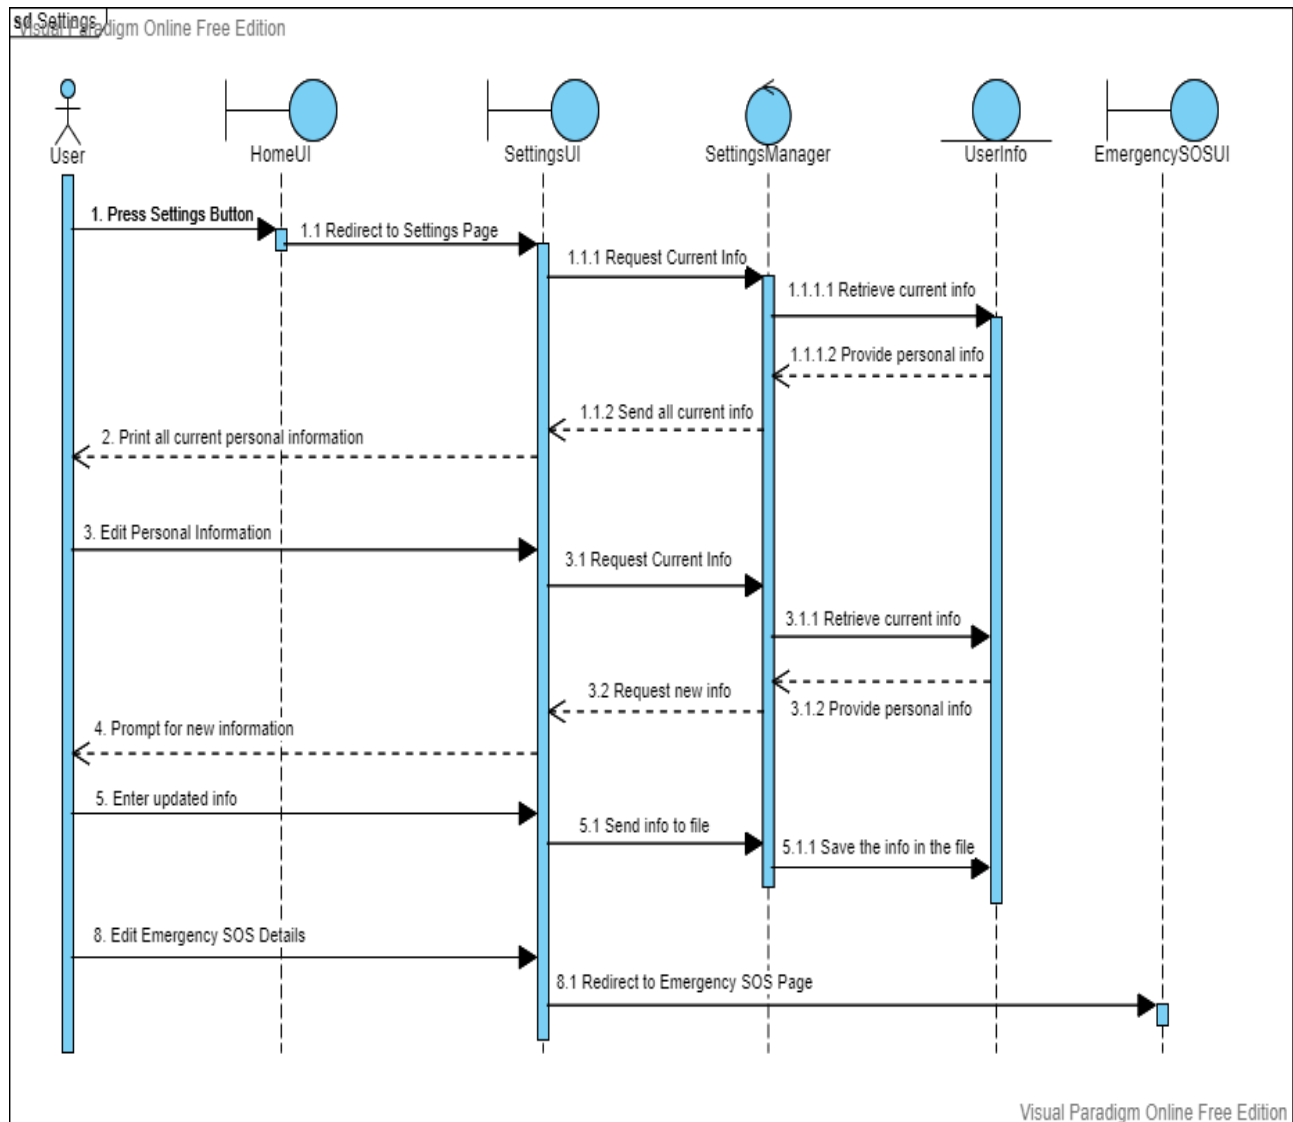 sd Settings
Visual Paradigm Online Free Edition
User
HomeUI
SettingsUI
SettingsManager
UserInfo
EmergencySOSUI
1. Press Settings Button
1.1 Redirect to Settings Page
1.1.1 Request Current Info
1.1.1.1 Retrieve current info
1.1.1.2 Provide personal info
1.1.2 Send all current info
2. Print all current personal information
3. Edit Personal Information
3.1 Request Current Info
3.1.1 Retrieve current info
3.2 Request new info
3.1.2 Provide personal info
4. Prompt for new information
5. Enter updated info
5.1 Send info to file
5.1.1 Save the info in the file
8. Edit Emergency SOS Details
8.1 Redirect to Emergency SOS Page
Visual Paradigm Online Free Edition